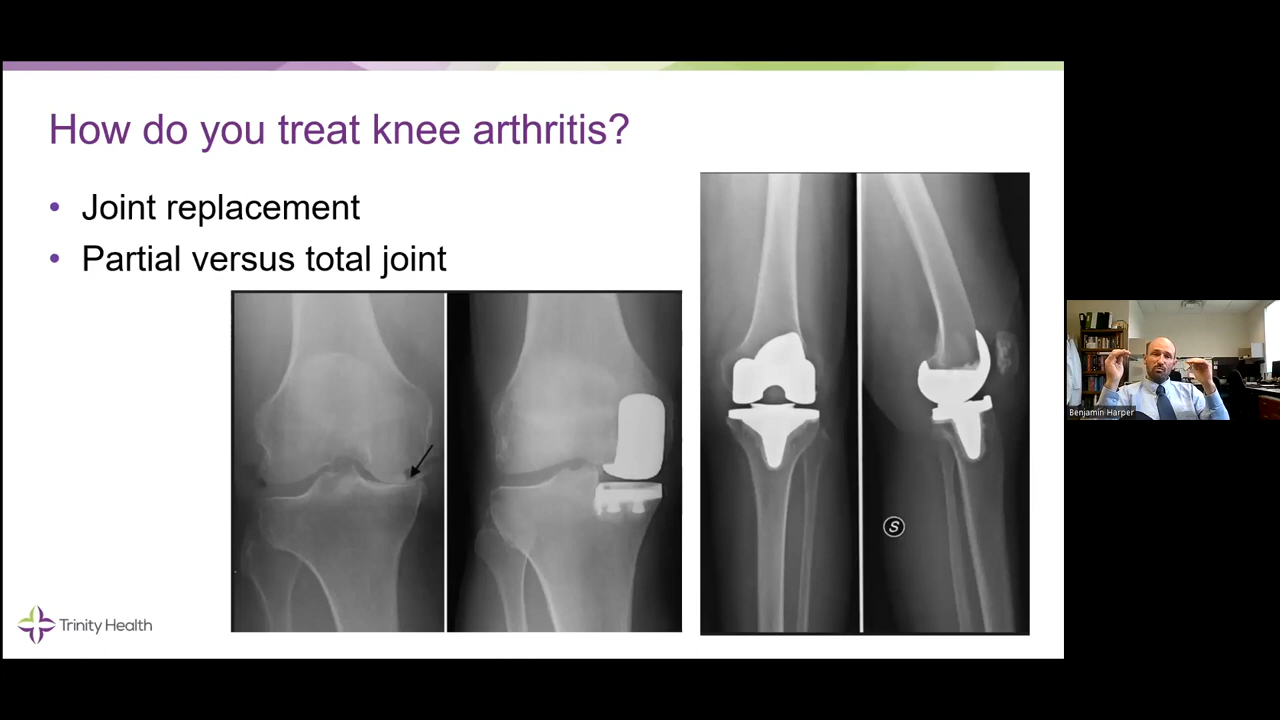 How do you treat knee arthritis?
• Joint replacement
• Partial versus total joint
S
Trinity Health
Benjamin Harper